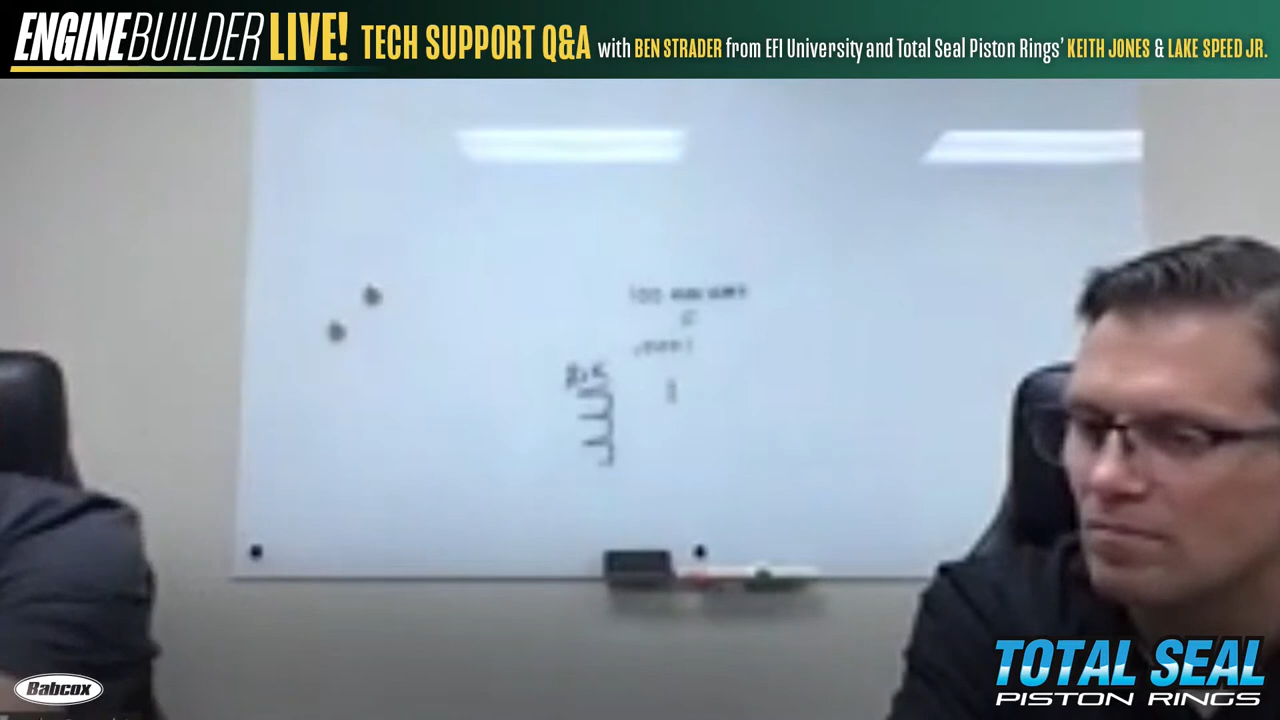 ENGINEBUILDER LIVE! TECH SUPPORT Q&A with BEN STRADER from EFI University and Total Seal Piston Rings' KEITH JONES & LAKE SPEED JR.
100
Babcox
TOTAL SEAL
PISTON RINGS